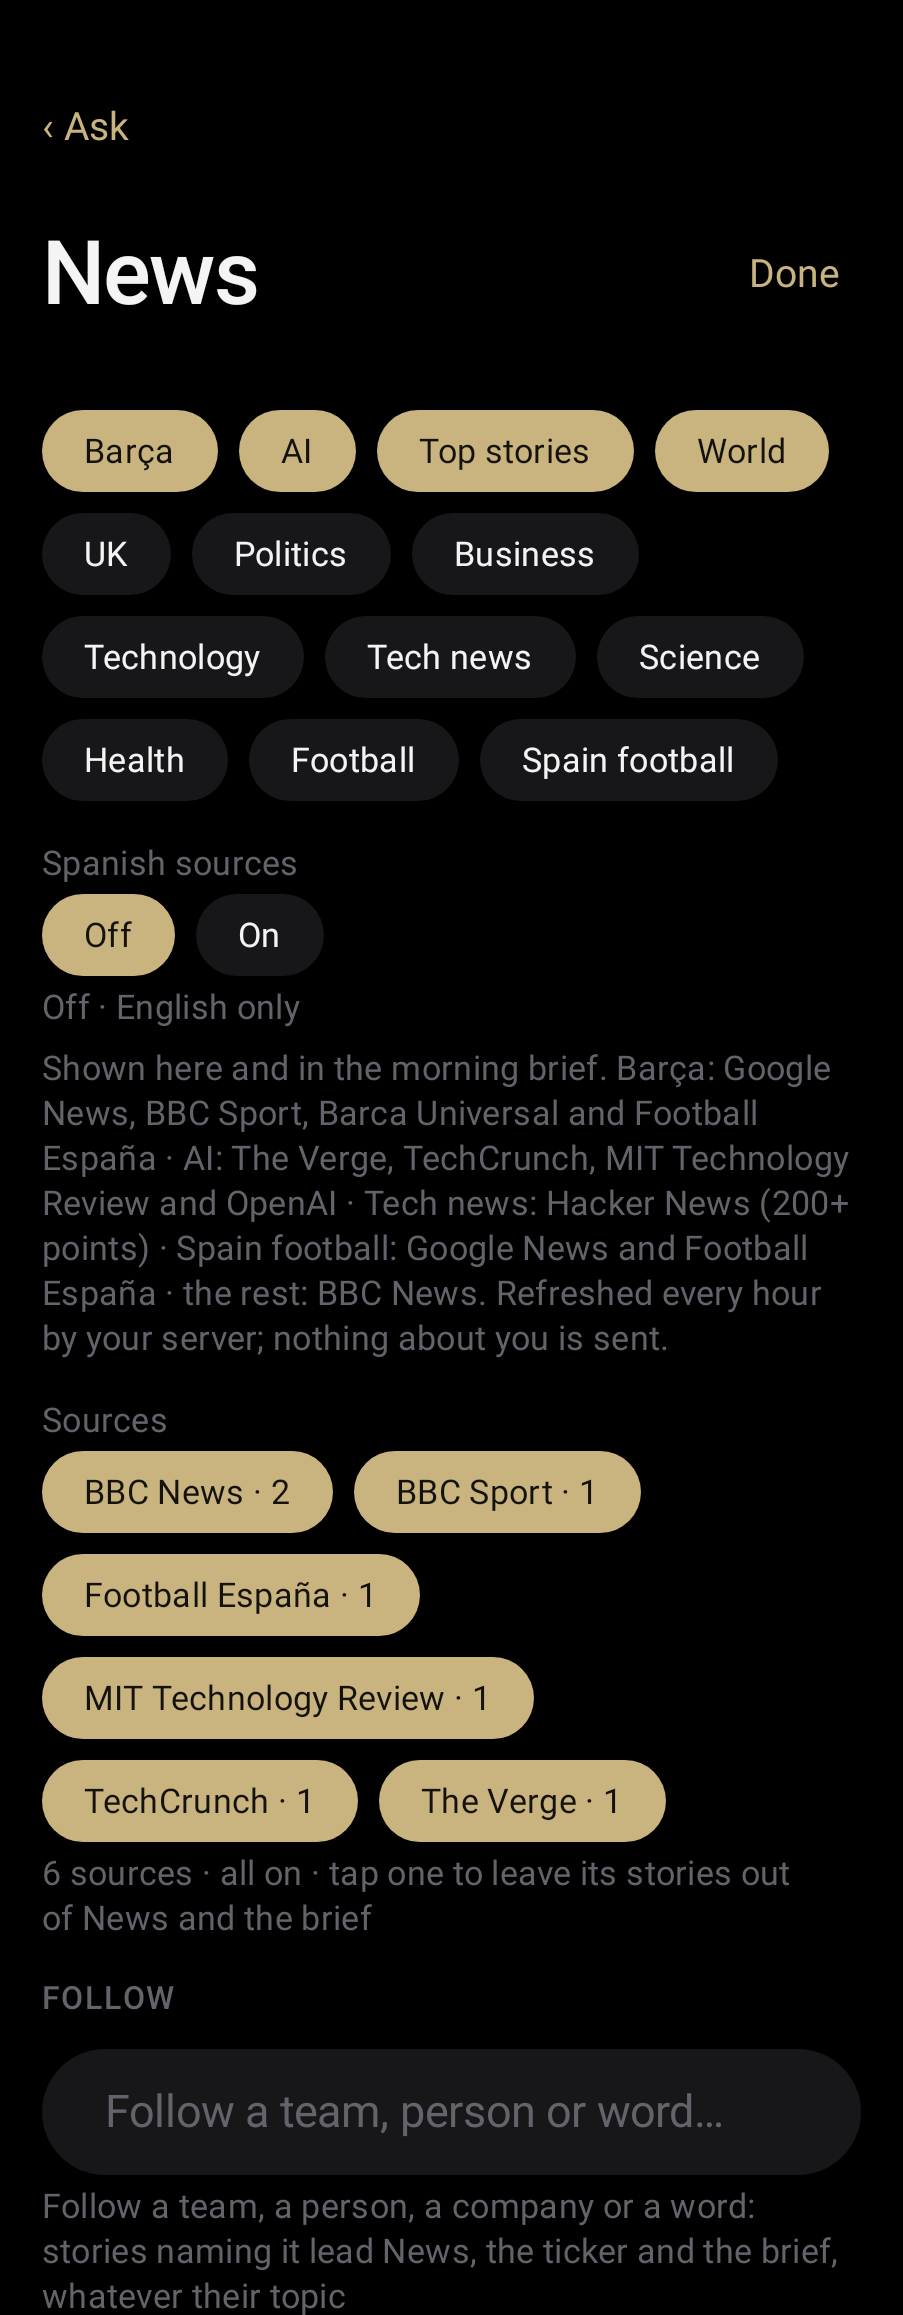 ‹ Ask
News
Done
Barça AI Top stories World
UK Politics Business
Technology Tech news Science
Health Football Spain football
Spanish sources
Off On
Off · English only
Shown here and in the morning brief. Barça: Google
News, BBC Sport, Barca Universal and Football
España · AI: The Verge, TechCrunch, MIT Technology
Review and OpenAI · Tech news: Hacker News (200+
points) · Spain football: Google News and Football
España · the rest: BBC News. Refreshed every hour
by your server; nothing about you is sent.
Sources
BBC News · 2 BBC Sport · 1
Football España · 1
MIT Technology Review · 1
TechCrunch · 1 The Verge · 1
6 sources · all on · tap one to leave its stories out
of News and the brief
FOLLOW
Follow a team, person or word…
Follow a team, a person, a company or a word:
stories naming it lead News, the ticker and the brief,
whatever their topic